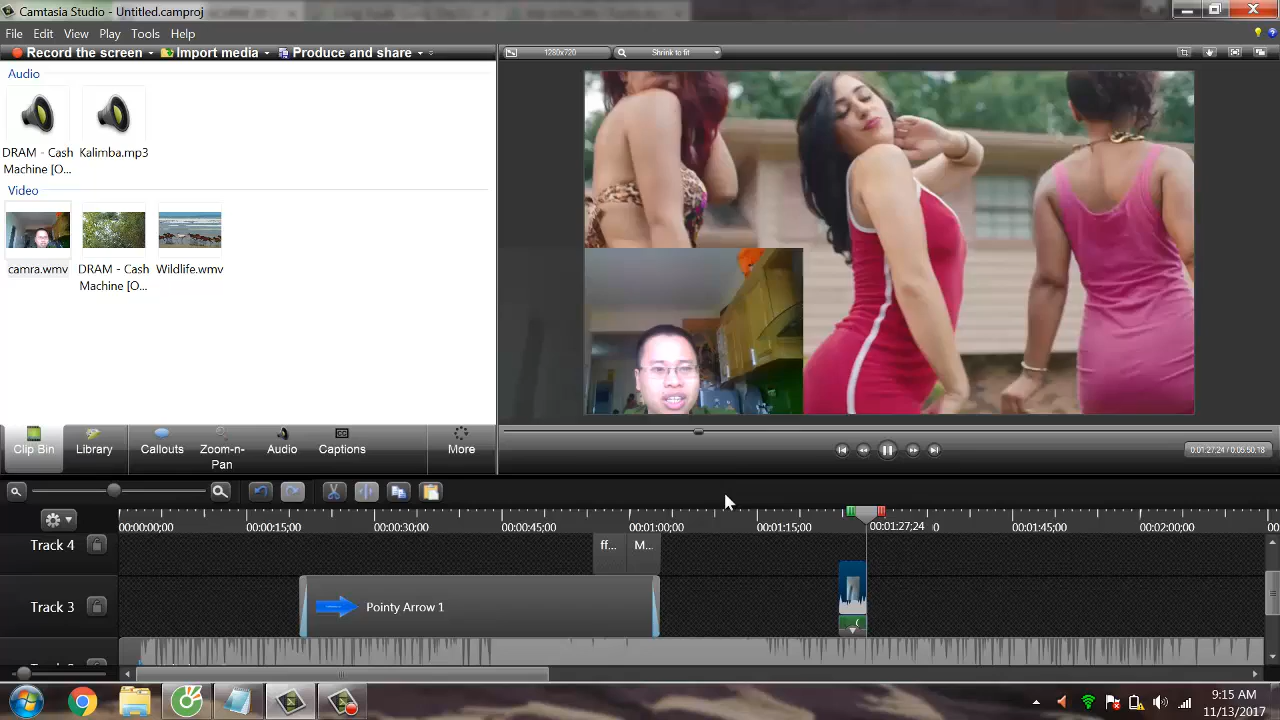 Camtasia Studio - Untitled.camproj
File Edit View Play Tools Help
Record the screen Import media Produce and share
1280x720 Shrink to fit
Audio
DRAM - Cash Machine [O...
Kalimba.mp3
Video
camra.wmv
DRAM - Cash Machine [O...
Wildlife.wmv
Clip Bin Library Callouts Zoom-n-Pan Audio Captions More
0:01:27;24 / 0:05:50;18
00:00:00;00 00:00:15;00 00:00:30;00 00:00:45;00 00:01:00;00 00:01:15;00 00:01:27;24 ;0 00:01:45;00 00:02:00;00 00
Track 4 ff... M...
Track 3 Pointy Arrow 1
9:15 AM
11/13/2017